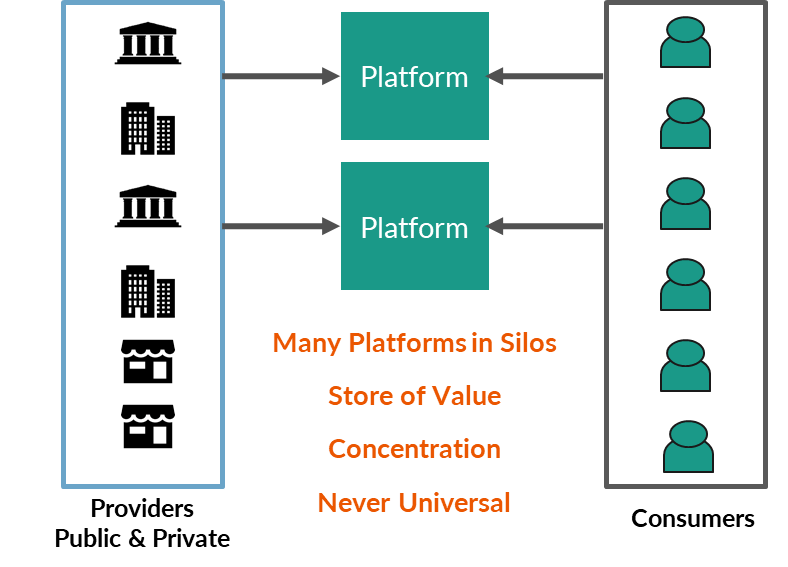 Platform
Platform
Many Platforms in Silos
Store of Value
Concentration
Never Universal
Providers
Public & Private
Consumers